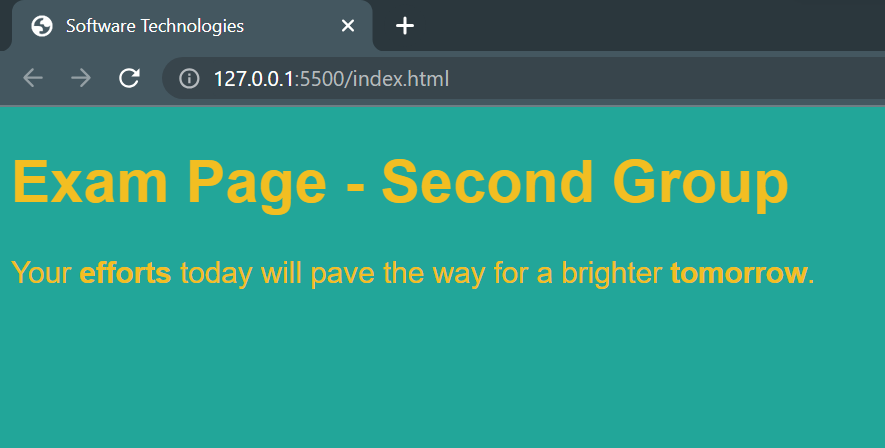 Software Technologies
127.0.0.1:5500/index.html
Exam Page - Second Group
Your efforts today will pave the way for a brighter tomorrow.